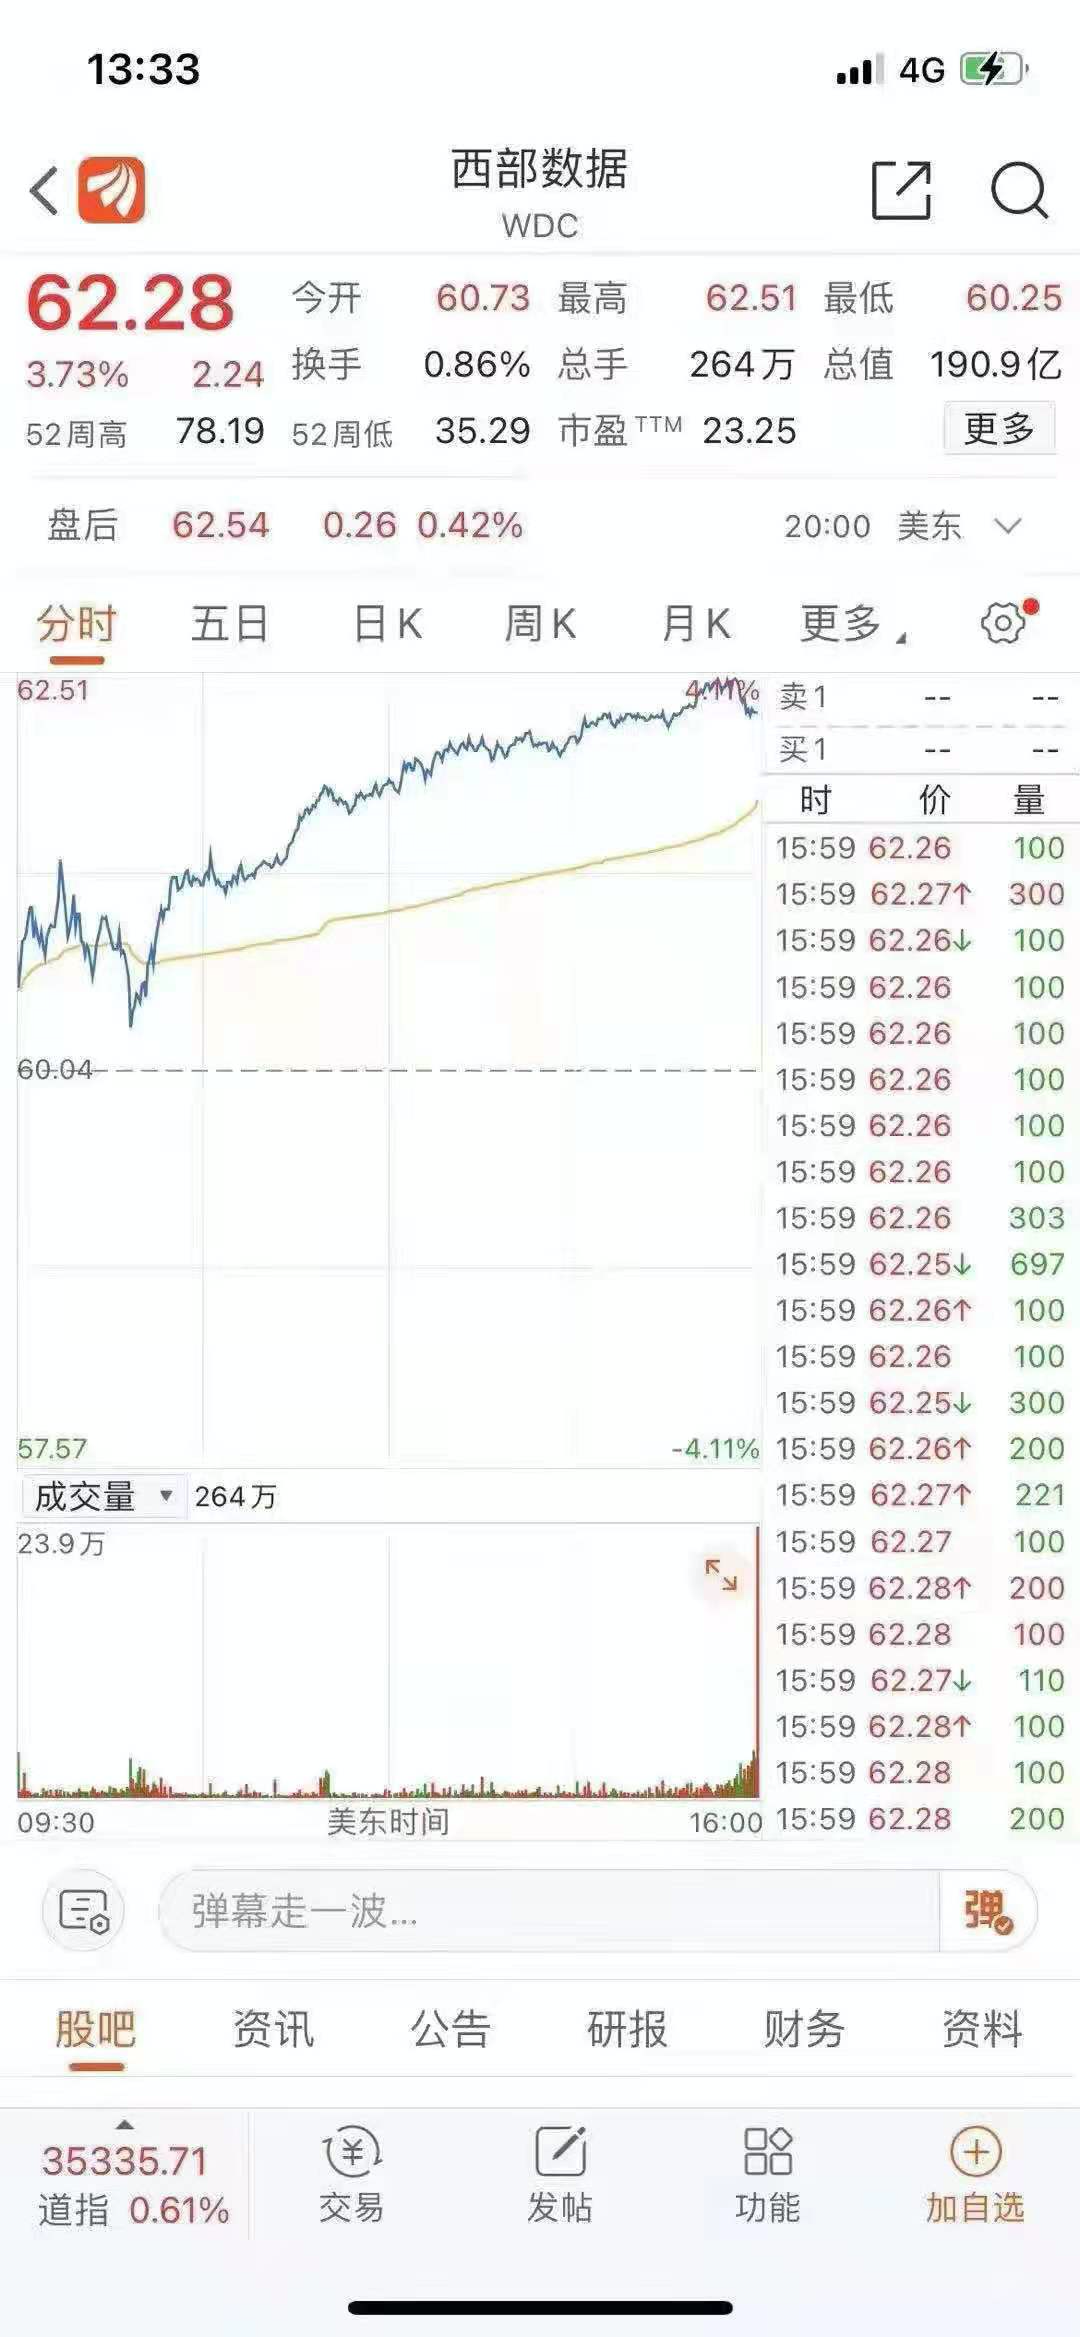 13:33 4G
西部数据
WDC
62.28 今开 60.73 最高 62.51 最低 60.25
3.73% 2.24 换手 0.86% 总手 264万 总值 190.9亿
52周高 78.19 52周低 35.29 市盈TTM 23.25 更多
盘后 62.54 0.26 0.42% 20:00 美东
分时 五日 日K 周K 月K 更多
62.51 4.11% 卖1 -- --
买1 -- --
时 价 量
15:59 62.26 100
15:59 62.27↑ 300
15:59 62.26↓ 100
15:59 62.26 100
15:59 62.26 100
60.04 15:59 62.26 100
15:59 62.26 100
15:59 62.26 100
15:59 62.26 303
15:59 62.25↓ 697
15:59 62.26↑ 100
15:59 62.26 100
15:59 62.25↓ 300
57.57 -4.11% 15:59 62.26↑ 200
成交量 264万 15:59 62.27↑ 221
23.9万 15:59 62.27 100
15:59 62.28↑ 200
15:59 62.28 100
15:59 62.27↓ 110
15:59 62.28↑ 100
15:59 62.28 100
09:30 美东时间 16:00 15:59 62.28 200
弹幕走一波... 弹
股吧 资讯 公告 研报 财务 资料
35335.71
道指 0.61% 交易 发帖 功能 加自选